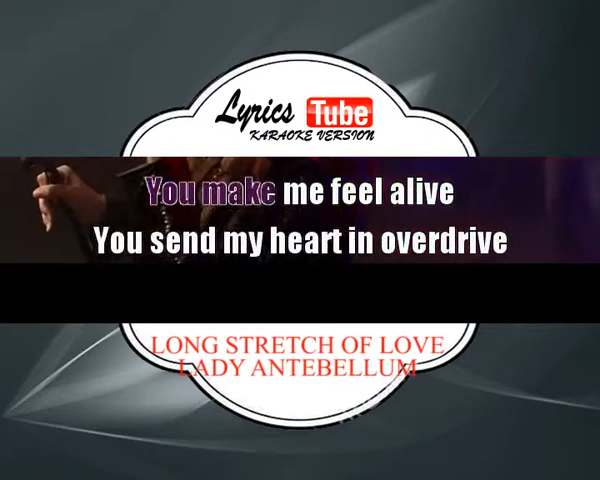 Lyrics Tube
KARAOKE VERSION
You make me feel alive
You send my heart in overdrive
LONG STRETCH OF LOVE
LADY ANTEBELLUM